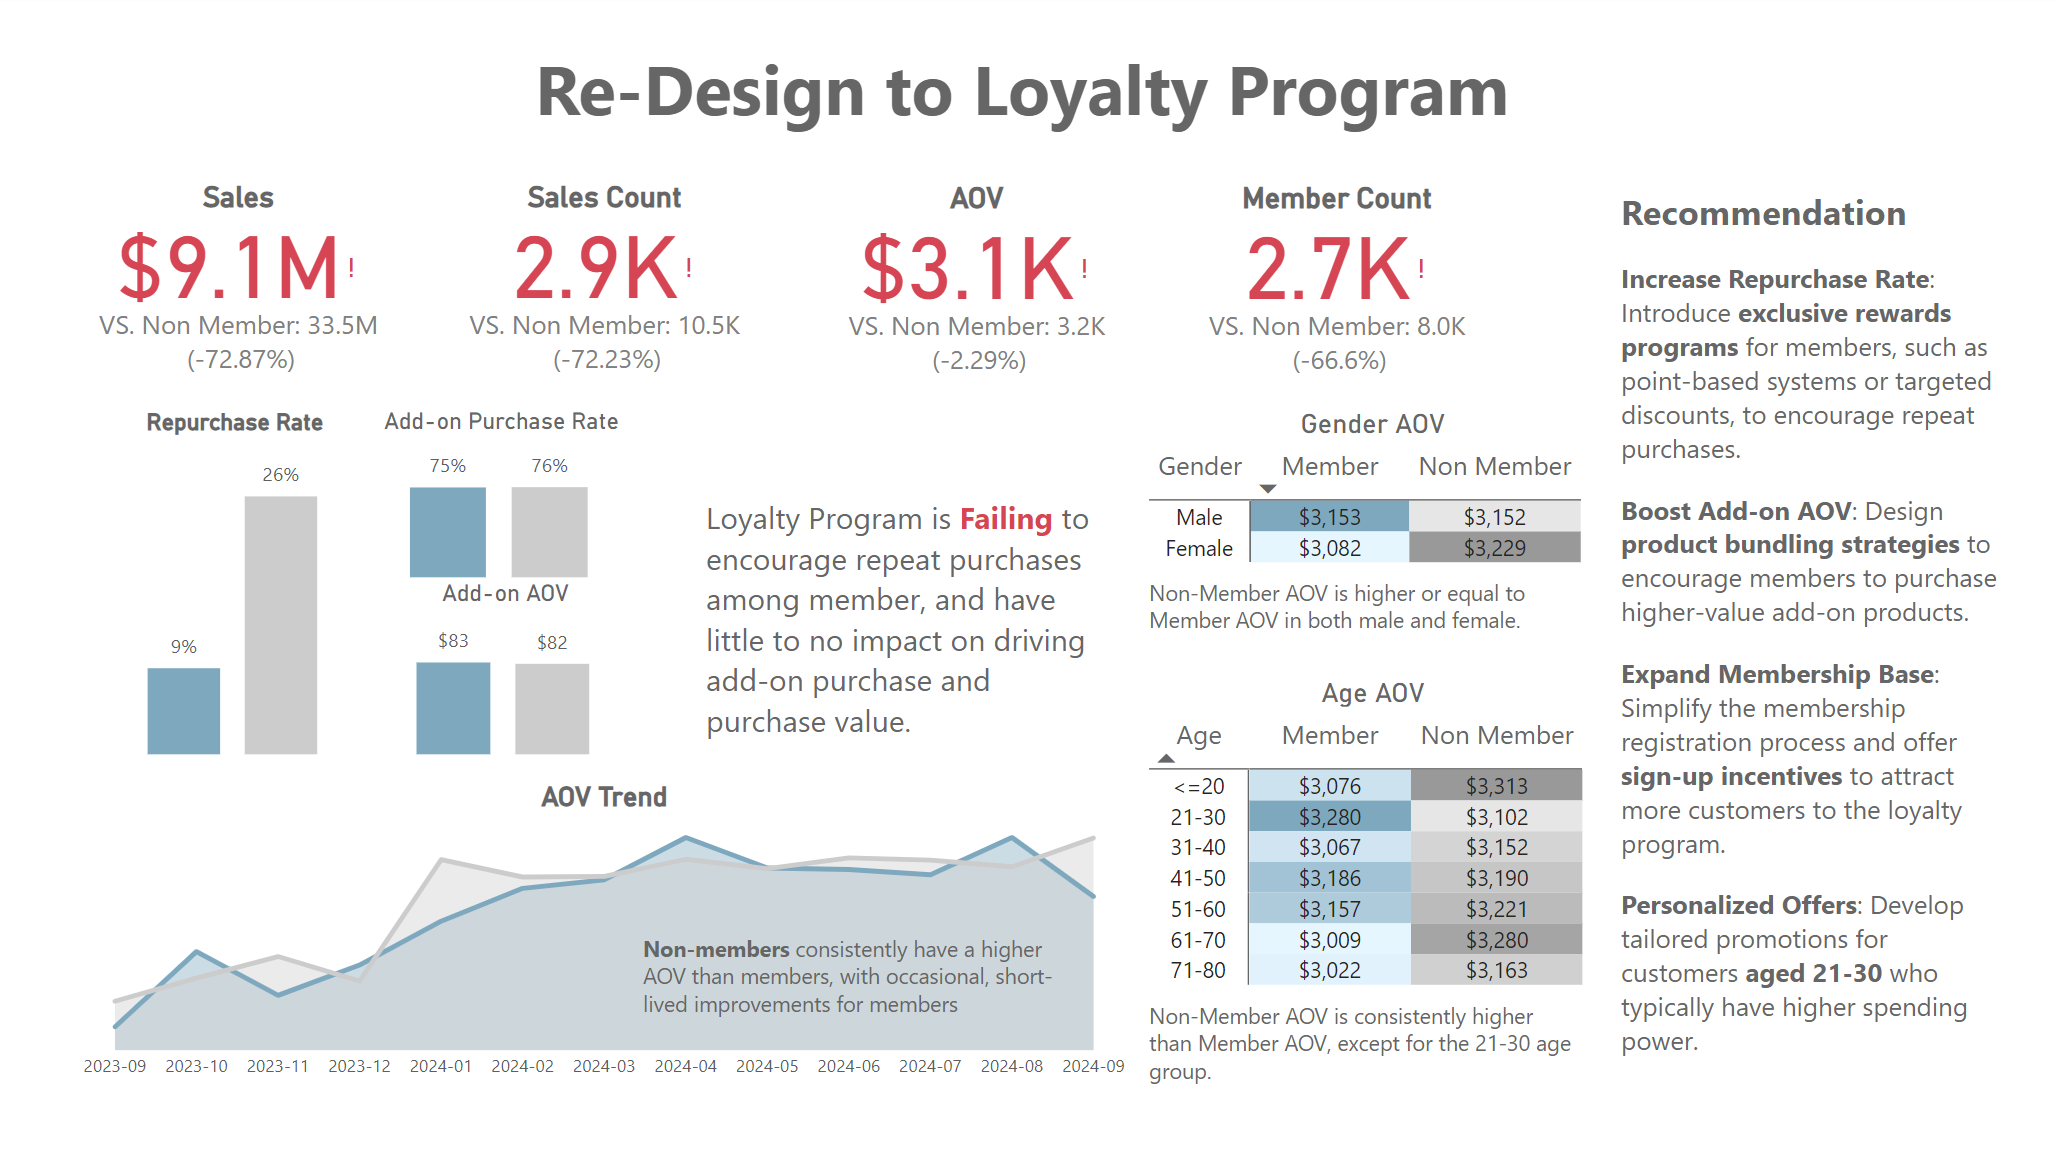 Re-Design to Loyalty Program
Sales
$9.1M!
VS. Non Member: 33.5M
(-72.87%)
Sales Count
2.9K!
VS. Non Member: 10.5K
(-72.23%)
AOV
$3.1K!
VS. Non Member: 3.2K
(-2.29%)
Member Count
2.7K!
VS. Non Member: 8.0K
(-66.6%)
Repurchase Rate
26%
9%
Add-on Purchase Rate
75% 76%
Add-on AOV
$83 $82
Loyalty Program is Failing to
encourage repeat purchases
among member, and have
little to no impact on driving
add-on purchase and
purchase value.
AOV Trend
Non-members consistently have a higher
AOV than members, with occasional, short-
lived improvements for members
2023-09 2023-10 2023-11 2023-12 2024-01 2024-02 2024-03 2024-04 2024-05 2024-06 2024-07 2024-08 2024-09
Gender AOV
Gender Member Non Member
Male $3,153 $3,152
Female $3,082 $3,229
Non-Member AOV is higher or equal to
Member AOV in both male and female.
Age AOV
Age Member Non Member
<=20 $3,076 $3,313
21-30 $3,280 $3,102
31-40 $3,067 $3,152
41-50 $3,186 $3,190
51-60 $3,157 $3,221
61-70 $3,009 $3,280
71-80 $3,022 $3,163
Non-Member AOV is consistently higher
than Member AOV, except for the 21-30 age
group.
Recommendation
Increase Repurchase Rate:
Introduce exclusive rewards
programs for members, such as
point-based systems or targeted
discounts, to encourage repeat
purchases.
Boost Add-on AOV: Design
product bundling strategies to
encourage members to purchase
higher-value add-on products.
Expand Membership Base:
Simplify the membership
registration process and offer
sign-up incentives to attract
more customers to the loyalty
program.
Personalized Offers: Develop
tailored promotions for
customers aged 21-30 who
typically have higher spending
power.